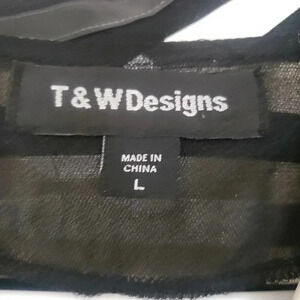 T & W Designs
MADE IN
CHINA
L